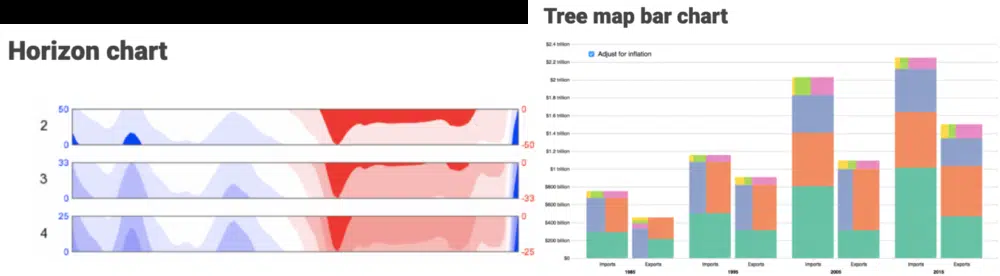 Horizon chart
2
50
0
0
-50
3
33
0
0
-33
4
25
0
0
-25
Tree map bar chart
Adjust for inflation
$2.4 trillion
$2.2 trillion
$2 trillion
$1.8 trillion
$1.6 trillion
$1.4 trillion
$1.2 trillion
$1 trillion
$800 billion
$600 billion
$400 billion
$200 billion
$0
Imports Exports Imports Exports Imports Exports Imports Exports
1985 1995 2005 2015